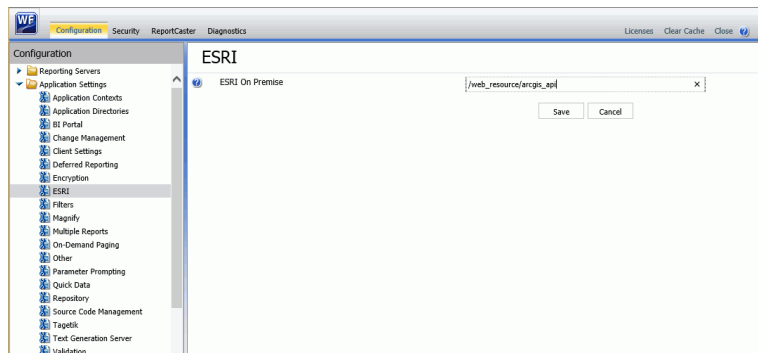 WF
Configuration Security ReportCaster Diagnostics Licenses Clear Cache Close
Configuration
Reporting Servers
Application Settings
Application Contexts
Application Directories
BI Portal
Change Management
Client Settings
Deferred Reporting
Encryption
ESRI
Filters
Magnify
Multiple Reports
On-Demand Paging
Other
Parameter Prompting
Quick Data
Repository
Source Code Management
Tagetik
Text Generation Server
Validation
ESRI
ESRI On Premise /web_resource/arcgis_api
Save Cancel